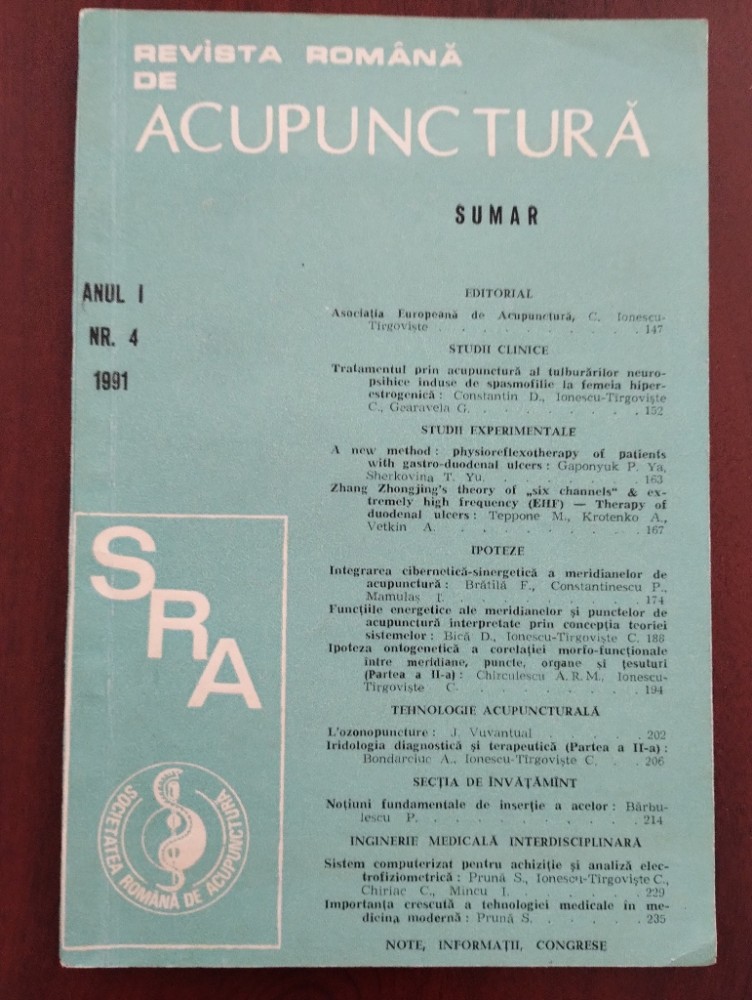 REVISTA ROMÂNĂ
DE
ACUPUNCTURĂ
SUMAR
ANUL I
NR. 4
1991
EDITORIAL
Asociația Europeană de Acupunctură, C. Ionescu-
Tîrgoviște . . . . . . . . . . 147
STUDII CLINICE
Tratamentul prin acupunctură al tulburărilor neuro-
psihice induse de spasmofilie la femeia hiper-
estrogenică : Constantin D., Ionescu-Tîrgoviște
C., Gearavela G. . . . . . . . . 152
STUDII EXPERIMENTALE
A new method : physioreflexotherapy of patients
with gastro-duodenal ulcers : Gaponyuk P. Ya,
Sherkovina T. Yu. . . . . . . . 163
Zhang Zhongjing's theory of „six channels" & ex-
tremely high frequency (EHF) — Therapy of
duodenal ulcers : Teppone M., Krotenko A.,
Vetkin A. . . . . . . . . . 167
IPOTEZE
Integrarea cibernetică-sinergetică a meridianelor de
acupunctură : Brătilă F., Constantinescu P.,
Mamulaș I. . . . . . . . . . 174
Funcțiile energetice ale meridianelor și punctelor de
acupunctură interpretate prin concepția teoriei
sistemelor : Bică D., Ionescu-Tîrgoviște C. 188
Ipoteza ontogenetică a corelației morfo-funcționale
între meridiane, puncte, organe și țesuturi
(Partea a II-a) : Chirculescu A.R.M., Ionescu-
Tîrgoviște C. . . . . . . . . 194
TEHNOLOGIE ACUPUNCTURALĂ
L'ozonopuncture : J. Vuvantual . . . . . 202
Iridologia diagnostică și terapeutică (Partea a II-a) :
Bondarciuc A., Ionescu-Tîrgoviște C. . . 206
SECȚIA DE ÎNVĂȚĂMÎNT
Noțiuni fundamentale de inserție a acelor : Bărbu-
lescu P. . . . . . . . . . . 214
INGINERIE MEDICALĂ INTERDISCIPLINARĂ
Sistem computerizat pentru achiziție și analiză elec-
trofiziometrică : Prună S., Ionescu-Tîrgoviște C.,
Chiriac C., Mincu I. . . . . . . . 229
Importanța crescută a tehnologiei medicale în me-
dicina modernă : Prună S. . . . . . 235
NOTE, INFORMAȚII, CONGRESE
SRA
SOCIETATEA ROMÂNĂ DE ACUPUNCTURĂ